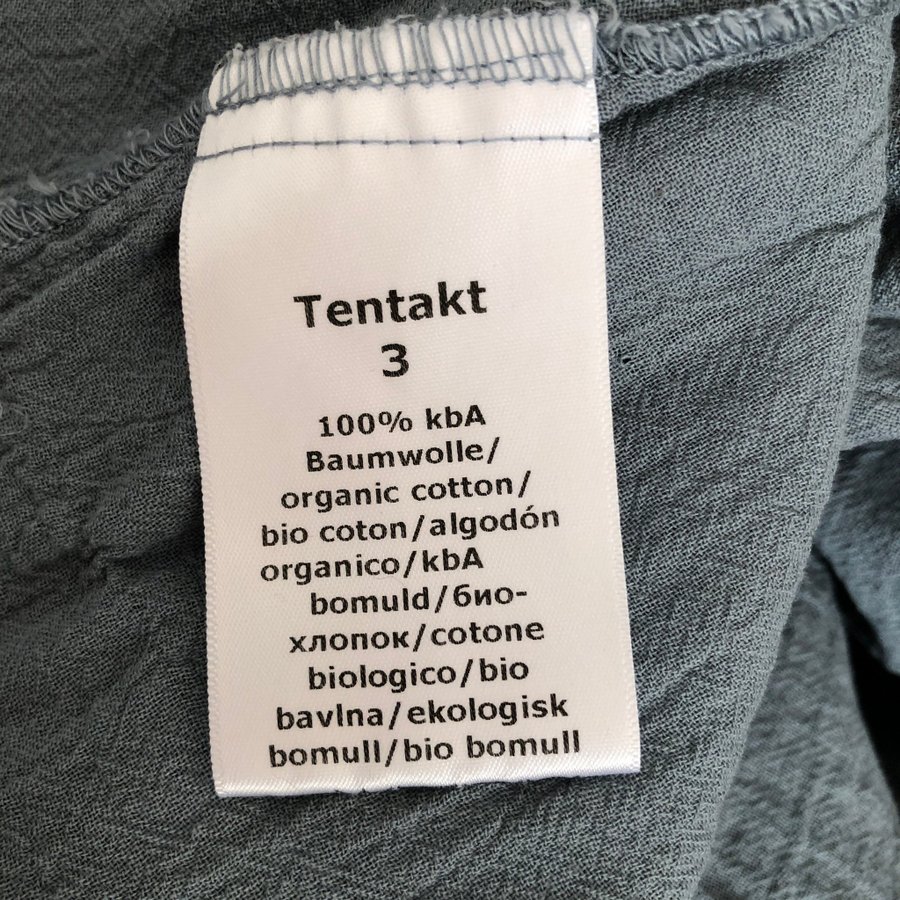 Tentakt
3
100% kbA
Baumwolle/
organic cotton/
bio coton/algodón
organico/kbA
bomuld/био-
хлопок/cotone
biologico/bio
bavlna/ekologisk
bomull/bio bomull